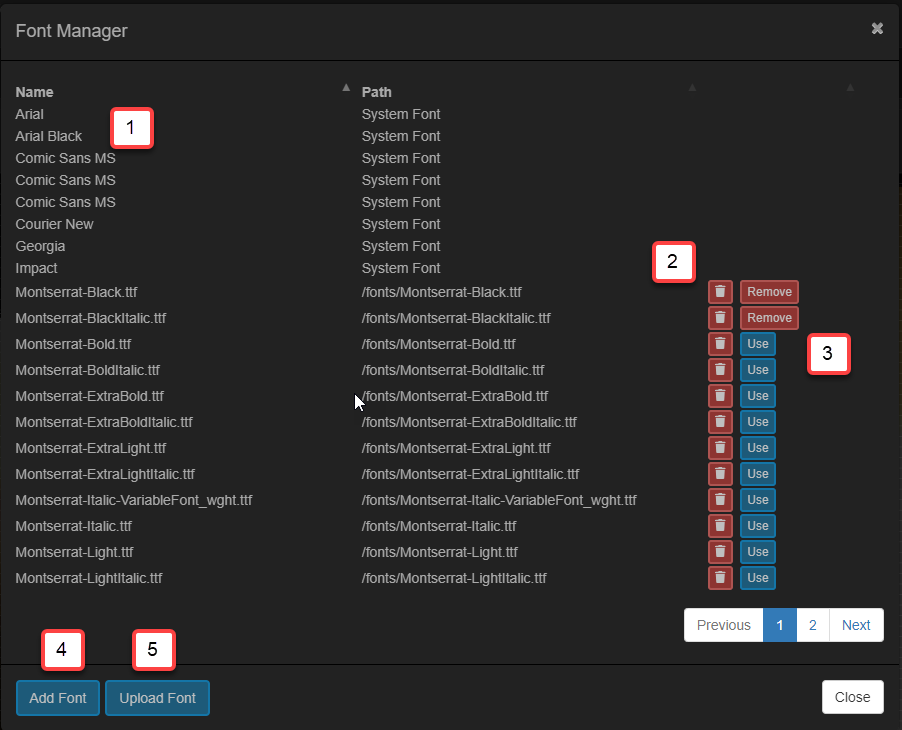 Font Manager ✖
Name Path
Arial System Font
1
Arial Black System Font
Comic Sans MS System Font
Comic Sans MS System Font
Comic Sans MS System Font
Courier New System Font
Georgia System Font
2
Impact System Font
Montserrat-Black.ttf /fonts/Montserrat-Black.ttf Remove
Montserrat-BlackItalic.ttf /fonts/Montserrat-BlackItalic.ttf Remove
Montserrat-Bold.ttf /fonts/Montserrat-Bold.ttf Use
3
Montserrat-BoldItalic.ttf /fonts/Montserrat-BoldItalic.ttf Use
Montserrat-ExtraBold.ttf /fonts/Montserrat-ExtraBold.ttf Use
Montserrat-ExtraBoldItalic.ttf /fonts/Montserrat-ExtraBoldItalic.ttf Use
Montserrat-ExtraLight.ttf /fonts/Montserrat-ExtraLight.ttf Use
Montserrat-ExtraLightItalic.ttf /fonts/Montserrat-ExtraLightItalic.ttf Use
Montserrat-Italic-VariableFont_wght.ttf /fonts/Montserrat-Italic-VariableFont_wght.ttf Use
Montserrat-Italic.ttf /fonts/Montserrat-Italic.ttf Use
Montserrat-Light.ttf /fonts/Montserrat-Light.ttf Use
Montserrat-LightItalic.ttf /fonts/Montserrat-LightItalic.ttf Use
Previous 1 2 Next
4 5
Add Font Upload Font Close